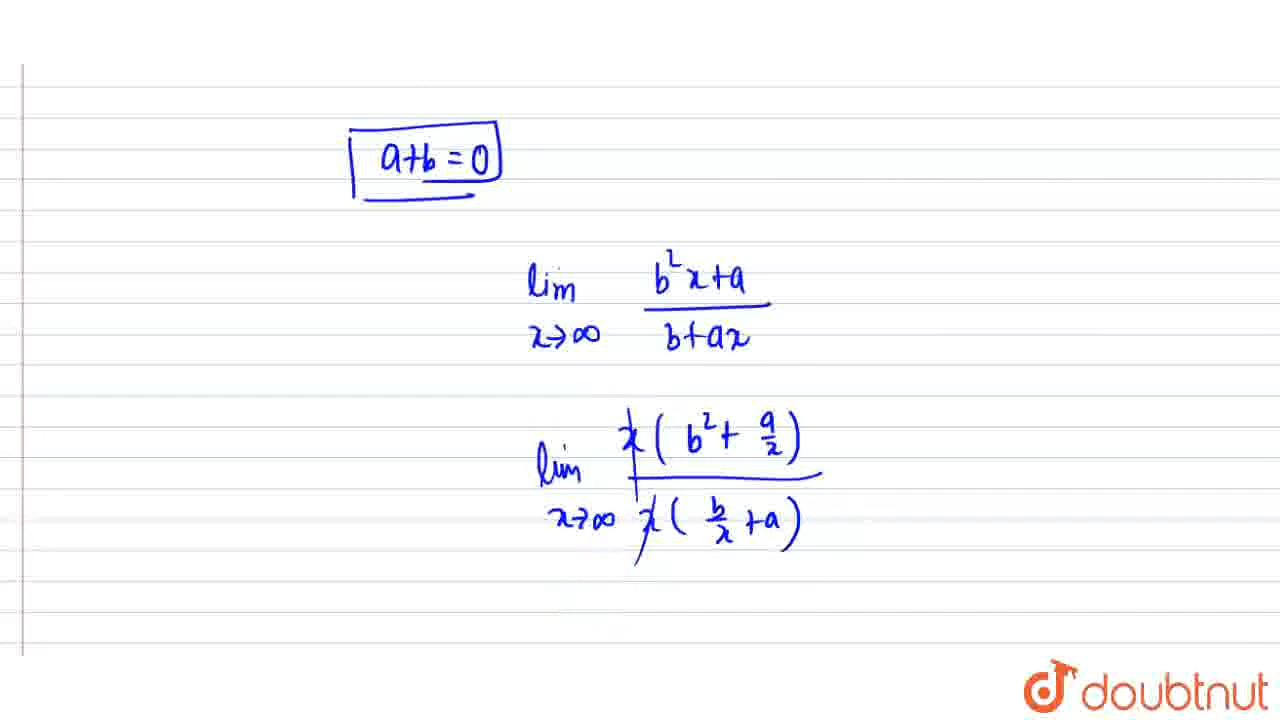 a+b=0
lim b²x+a
x→∞ b+ax
lim x(b²+ a/x)
x→∞ x(b/x +a)
doubtnut